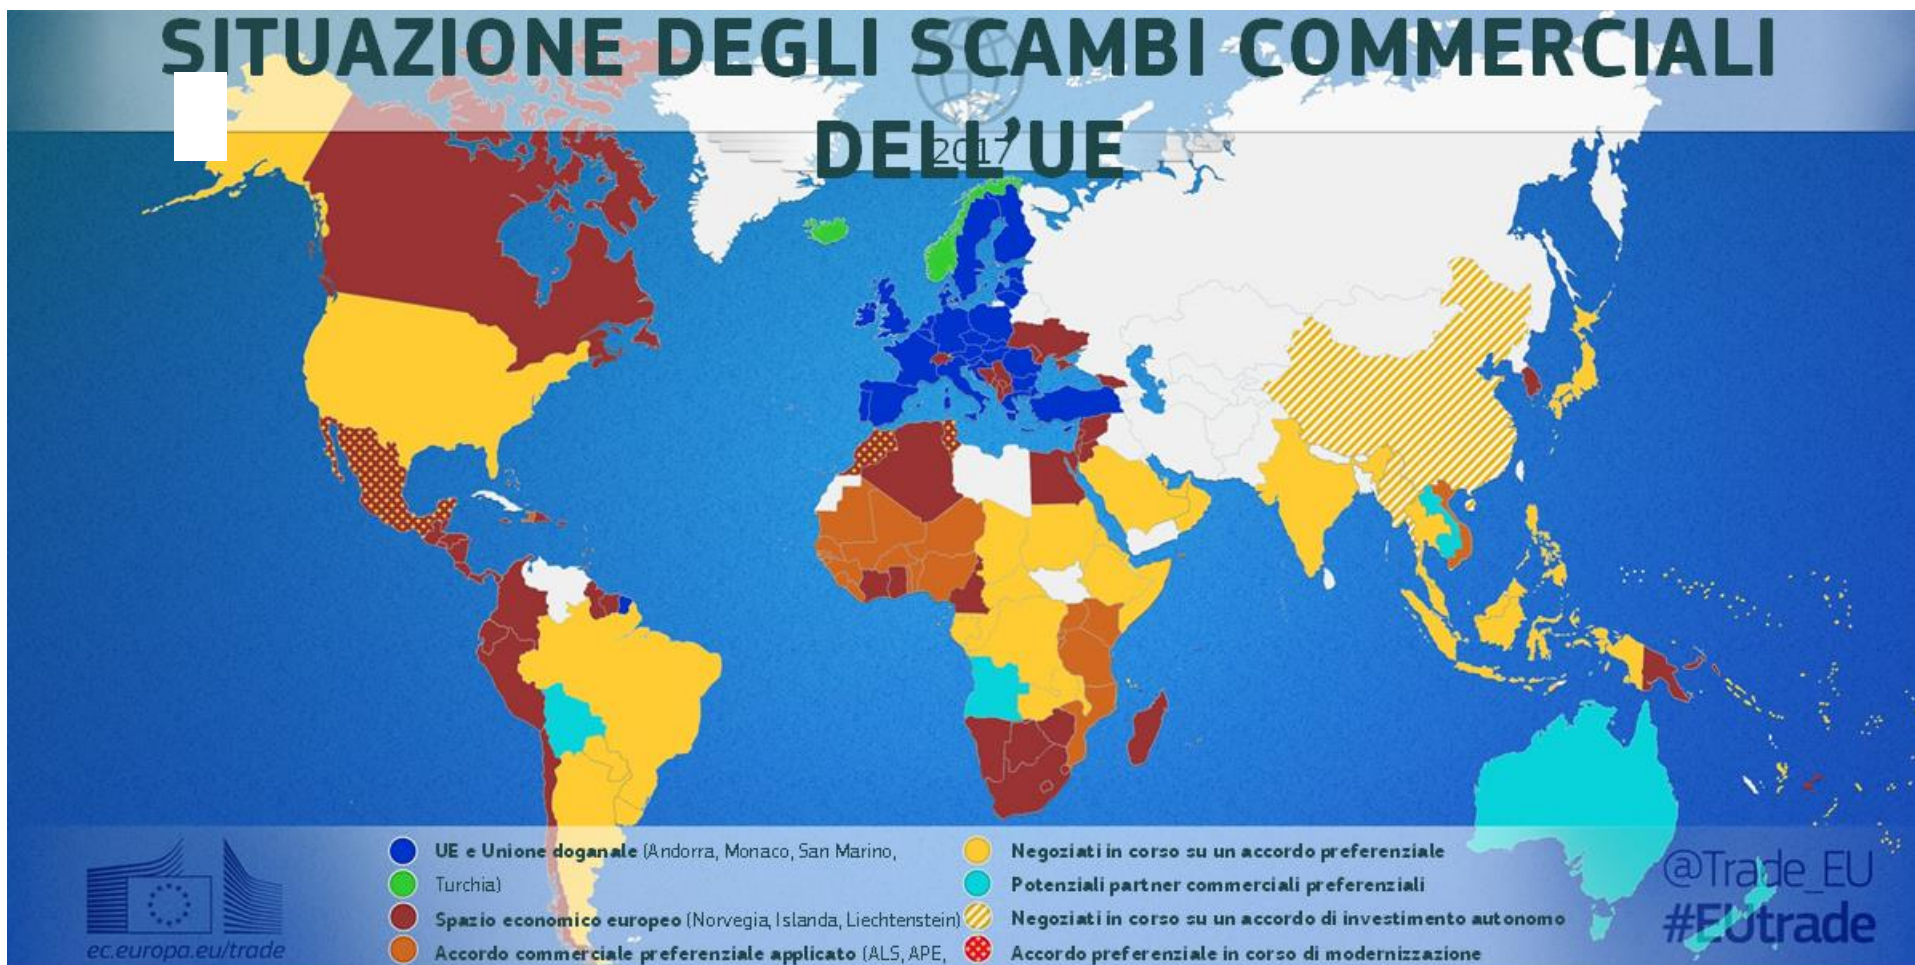 SITUAZIONE DEGLI SCAMBI COMMERCIALI
DELL'UE
2017
UE e Unione doganale (Andorra, Monaco, San Marino,
Turchia)
Spazio economico europeo (Norvegia, Islanda, Liechtenstein)
Accordo commerciale preferenziale applicato (ALS, APE,
Negoziati in corso su un accordo preferenziale
Potenziali partner commerciali preferenziali
Negoziati in corso su un accordo di investimento autonomo
Accordo preferenziale in corso di modernizzazione
ec.europa.eu/trade
@Trade_EU
#EUtrade